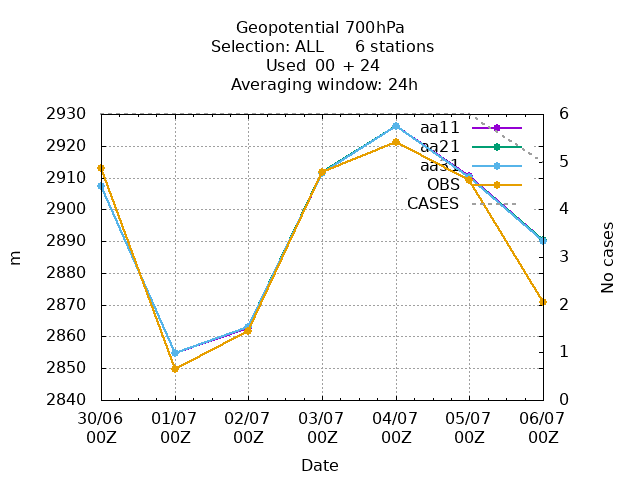 Geopotential 700hPa
Selection: ALL      6 stations
Used  00  + 24
Averaging window: 24h
2930
2920
2910
2900
2890
2880
2870
2860
2850
2840
m
6
5
4
3
2
1
0
No cases
aa11
aa21
aa31
OBS
CASES
30/06 01/07 02/07 03/07 04/07 05/07 06/07
00Z 00Z 00Z 00Z 00Z 00Z 00Z
Date